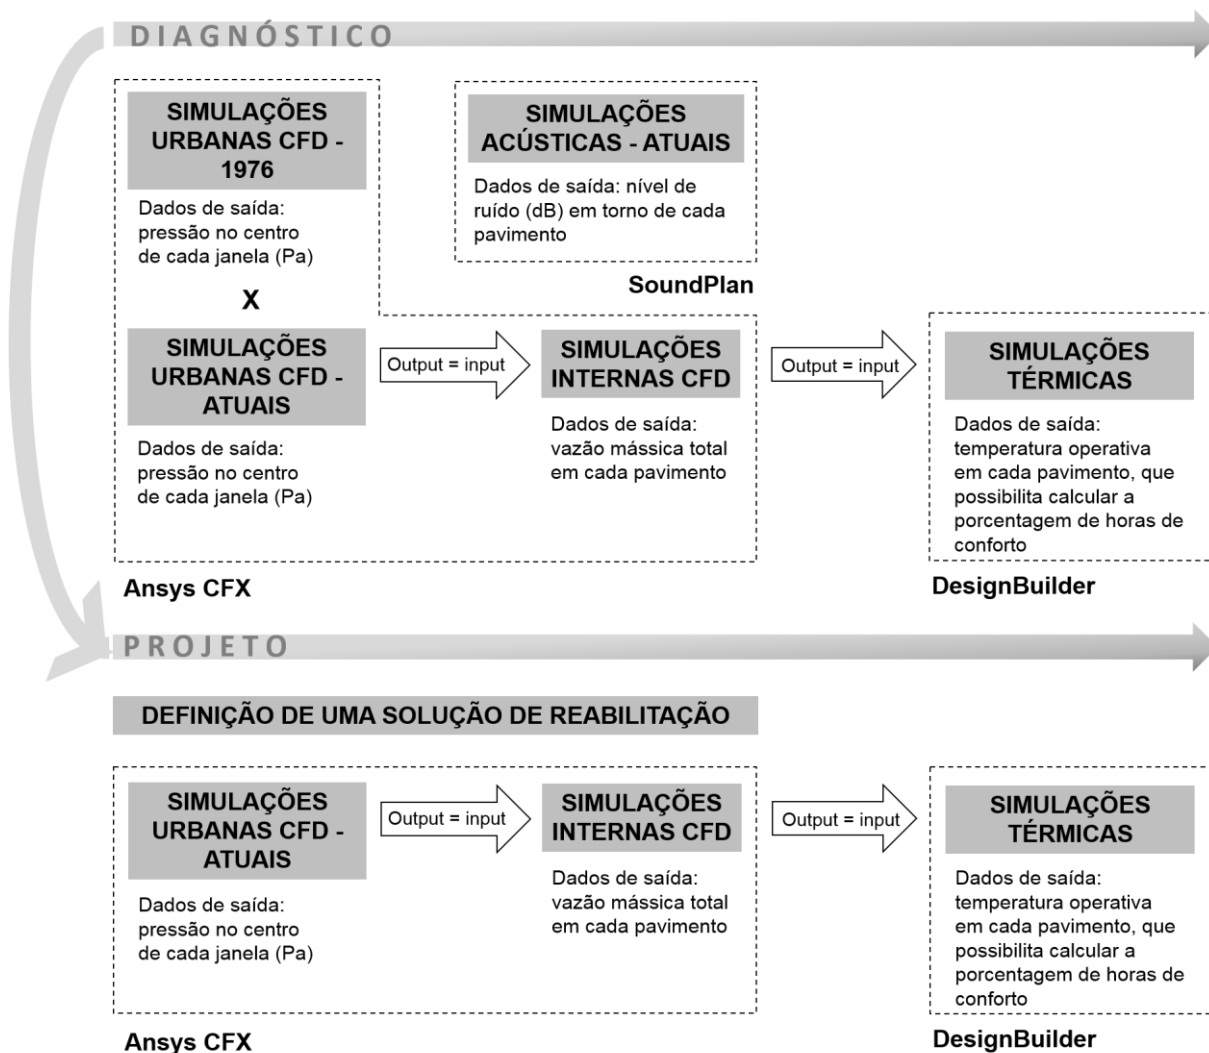 DIAGNÓSTICO
SIMULAÇÕES
URBANAS CFD -
1976
Dados de saída:
pressão no centro
de cada janela (Pa)
X
SIMULAÇÕES
URBANAS CFD -
ATUAIS
Dados de saída:
pressão no centro
de cada janela (Pa)
Output = input
SIMULAÇÕES
INTERNAS CFD
Dados de saída:
vazão mássica total
em cada pavimento
Ansys CFX
SIMULAÇÕES
ACÚSTICAS - ATUAIS
Dados de saída: nível de
ruído (dB) em torno de cada
pavimento
SoundPlan
Output = input
SIMULAÇÕES
TÉRMICAS
Dados de saída:
temperatura operativa
em cada pavimento, que
possibilita calcular a
porcentagem de horas de
conforto
DesignBuilder
PROJETO
DEFINIÇÃO DE UMA SOLUÇÃO DE REABILITAÇÃO
SIMULAÇÕES
URBANAS CFD -
ATUAIS
Dados de saída:
pressão no centro
de cada janela (Pa)
Output = input
SIMULAÇÕES
INTERNAS CFD
Dados de saída:
vazão mássica total
em cada pavimento
Ansys CFX
Output = input
SIMULAÇÕES
TÉRMICAS
Dados de saída:
temperatura operativa
em cada pavimento, que
possibilita calcular a
porcentagem de horas de
conforto
DesignBuilder